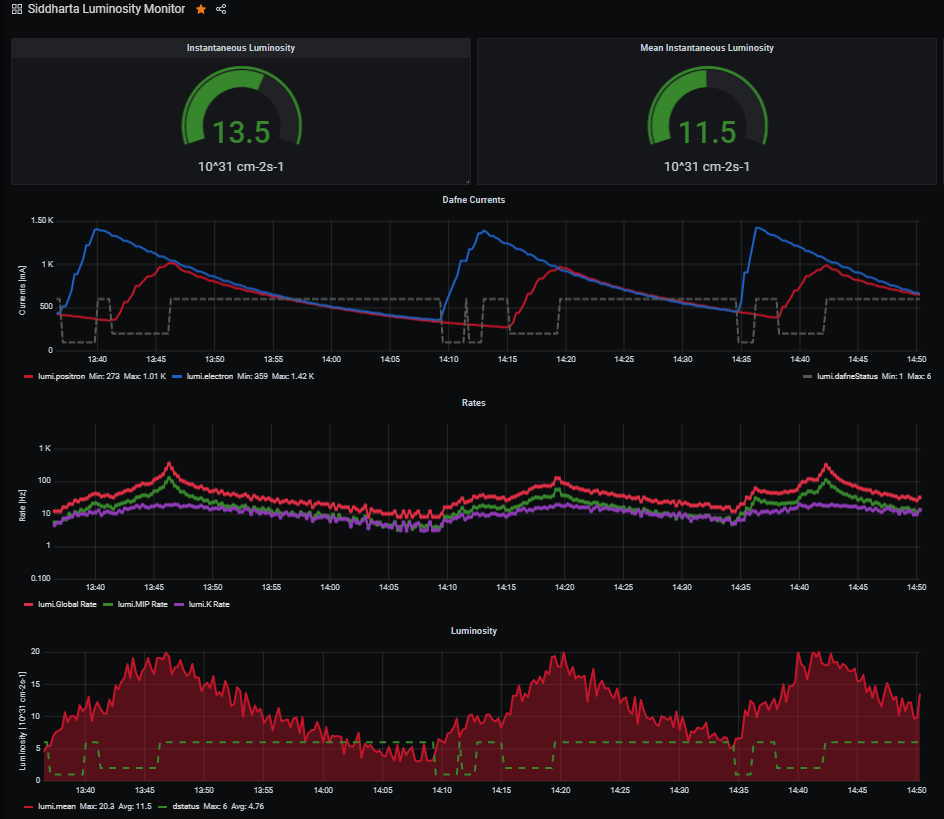 Siddharta Luminosity Monitor
Instantaneous Luminosity
Mean Instantaneous Luminosity
13.5
11.5
10^31 cm-2s-1
10^31 cm-2s-1
Dafne Currents
Currents [mA]
1.50 K
1 K
500
0
13:40 13:45 13:50 13:55 14:00 14:05 14:10 14:15 14:20 14:25 14:30 14:35 14:40 14:45 14:50
lumi.positron Min: 273 Max: 1.01 K lumi.electron Min: 359 Max: 1.42 K lumi.dafneStatus Min: 1 Max: 6
Rates
Rate [Hz]
1 K
100
10
1
0.100
13:40 13:45 13:50 13:55 14:00 14:05 14:10 14:15 14:20 14:25 14:30 14:35 14:40 14:45 14:50
lumi.Global Rate lumi.MIP Rate lumi.K Rate
Luminosity
Luminosity [10^31 cm-2s-1]
20
15
10
5
0
13:40 13:45 13:50 13:55 14:00 14:05 14:10 14:15 14:20 14:25 14:30 14:35 14:40 14:45 14:50
lumi.mean Max: 20.3 Avg: 11.5 dstatus Max: 6 Avg: 4.76